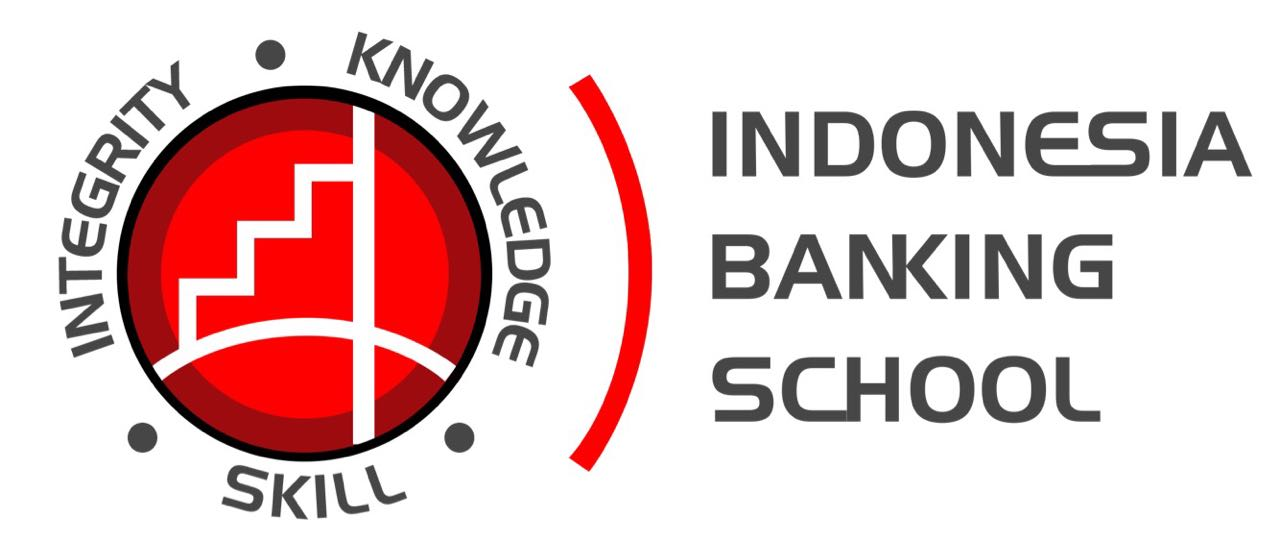 INTEGRITY
KNOWLEDGE
SKILL
INDONESIA
BANKING
SCHOOL